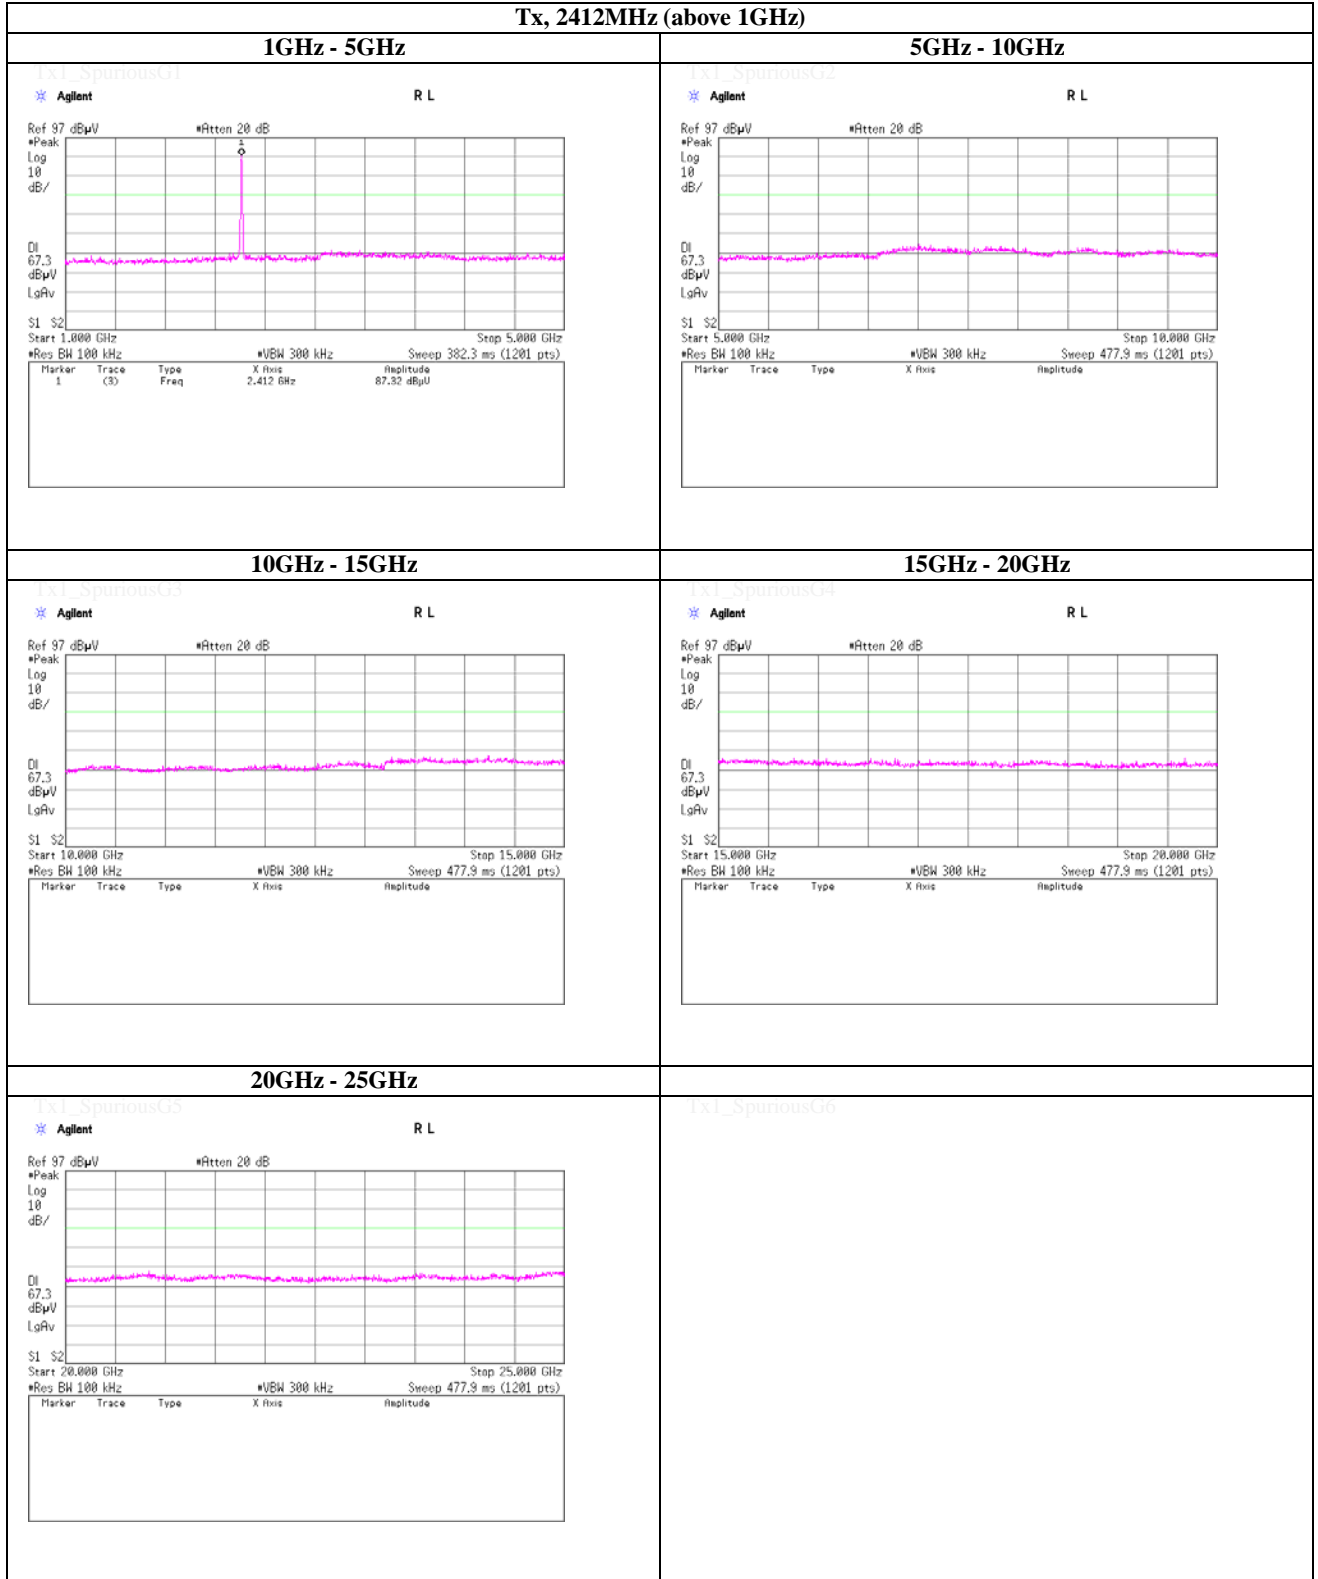 Tx, 2412MHz (above 1GHz)
1GHz - 5GHz
5GHz - 10GHz
Tx1_SpuriousG1
Agilent R L
Ref 97 dBµV #Atten 20 dB
#Peak
1
Log
10
dB/
DI
67.3
dBµV
LgAv
S1 S2
Start 1.000 GHz Stop 5.000 GHz
#Res BW 100 kHz #VBW 300 kHz Sweep 382.3 ms (1201 pts)
Marker Trace Type X Axis Amplitude
1 (3) Freq 2.412 GHz 87.32 dBµV
Tx1_SpuriousG2
Agilent R L
Ref 97 dBµV #Atten 20 dB
#Peak
Log
10
dB/
DI
67.3
dBµV
LgAv
S1 S2
Start 5.000 GHz Stop 10.000 GHz
#Res BW 100 kHz #VBW 300 kHz Sweep 477.9 ms (1201 pts)
Marker Trace Type X Axis Amplitude
10GHz - 15GHz
15GHz - 20GHz
Tx1_SpuriousG3
Agilent R L
Ref 97 dBµV #Atten 20 dB
#Peak
Log
10
dB/
DI
67.3
dBµV
LgAv
S1 S2
Start 10.000 GHz Stop 15.000 GHz
#Res BW 100 kHz #VBW 300 kHz Sweep 477.9 ms (1201 pts)
Marker Trace Type X Axis Amplitude
Tx1_SpuriousG4
Agilent R L
Ref 97 dBµV #Atten 20 dB
#Peak
Log
10
dB/
DI
67.3
dBµV
LgAv
S1 S2
Start 15.000 GHz Stop 20.000 GHz
#Res BW 100 kHz #VBW 300 kHz Sweep 477.9 ms (1201 pts)
Marker Trace Type X Axis Amplitude
20GHz - 25GHz
Tx1_SpuriousG5
Agilent R L
Ref 97 dBµV #Atten 20 dB
#Peak
Log
10
dB/
DI
67.3
dBµV
LgAv
S1 S2
Start 20.000 GHz Stop 25.000 GHz
#Res BW 100 kHz #VBW 300 kHz Sweep 477.9 ms (1201 pts)
Marker Trace Type X Axis Amplitude
Tx1_SpuriousG6